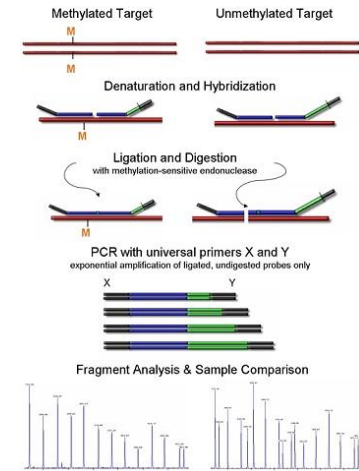 Methylated Target
Unmethylated Target
M
M
Denaturation and Hybridization
M
Ligation and Digestion
with methylation-sensitive endonuclease
M
PCR with universal primers X and Y
exponential amplification of ligated, undigested probes only
X Y
Fragment Analysis & Sample Comparison